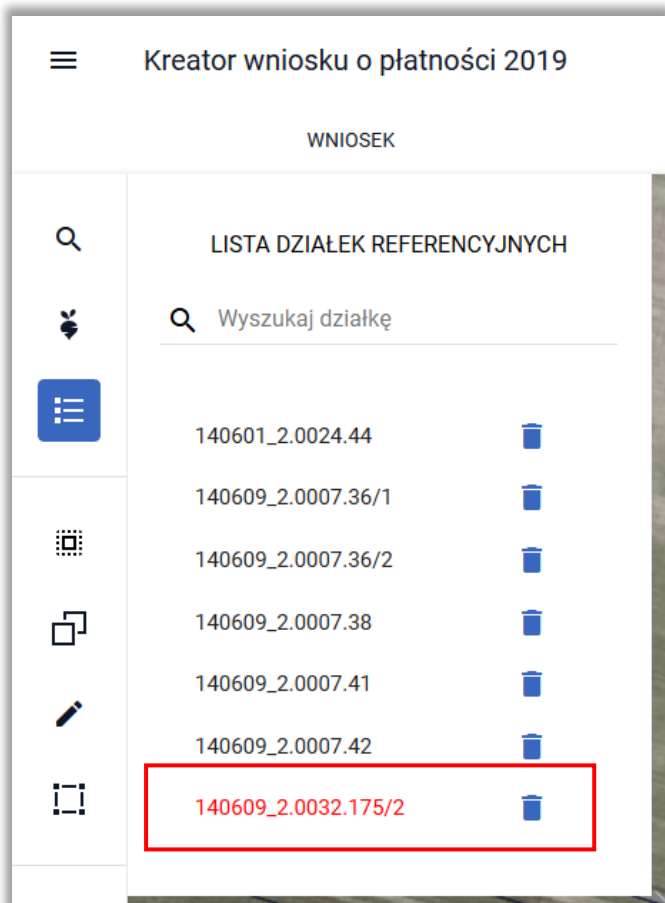 Kreator wniosku o płatności 2019
WNIOSEK
LISTA DZIAŁEK REFERENCYJNYCH
Wyszukaj działkę
140601_2.0024.44
140609_2.0007.36/1
140609_2.0007.36/2
140609_2.0007.38
140609_2.0007.41
140609_2.0007.42
140609_2.0032.175/2